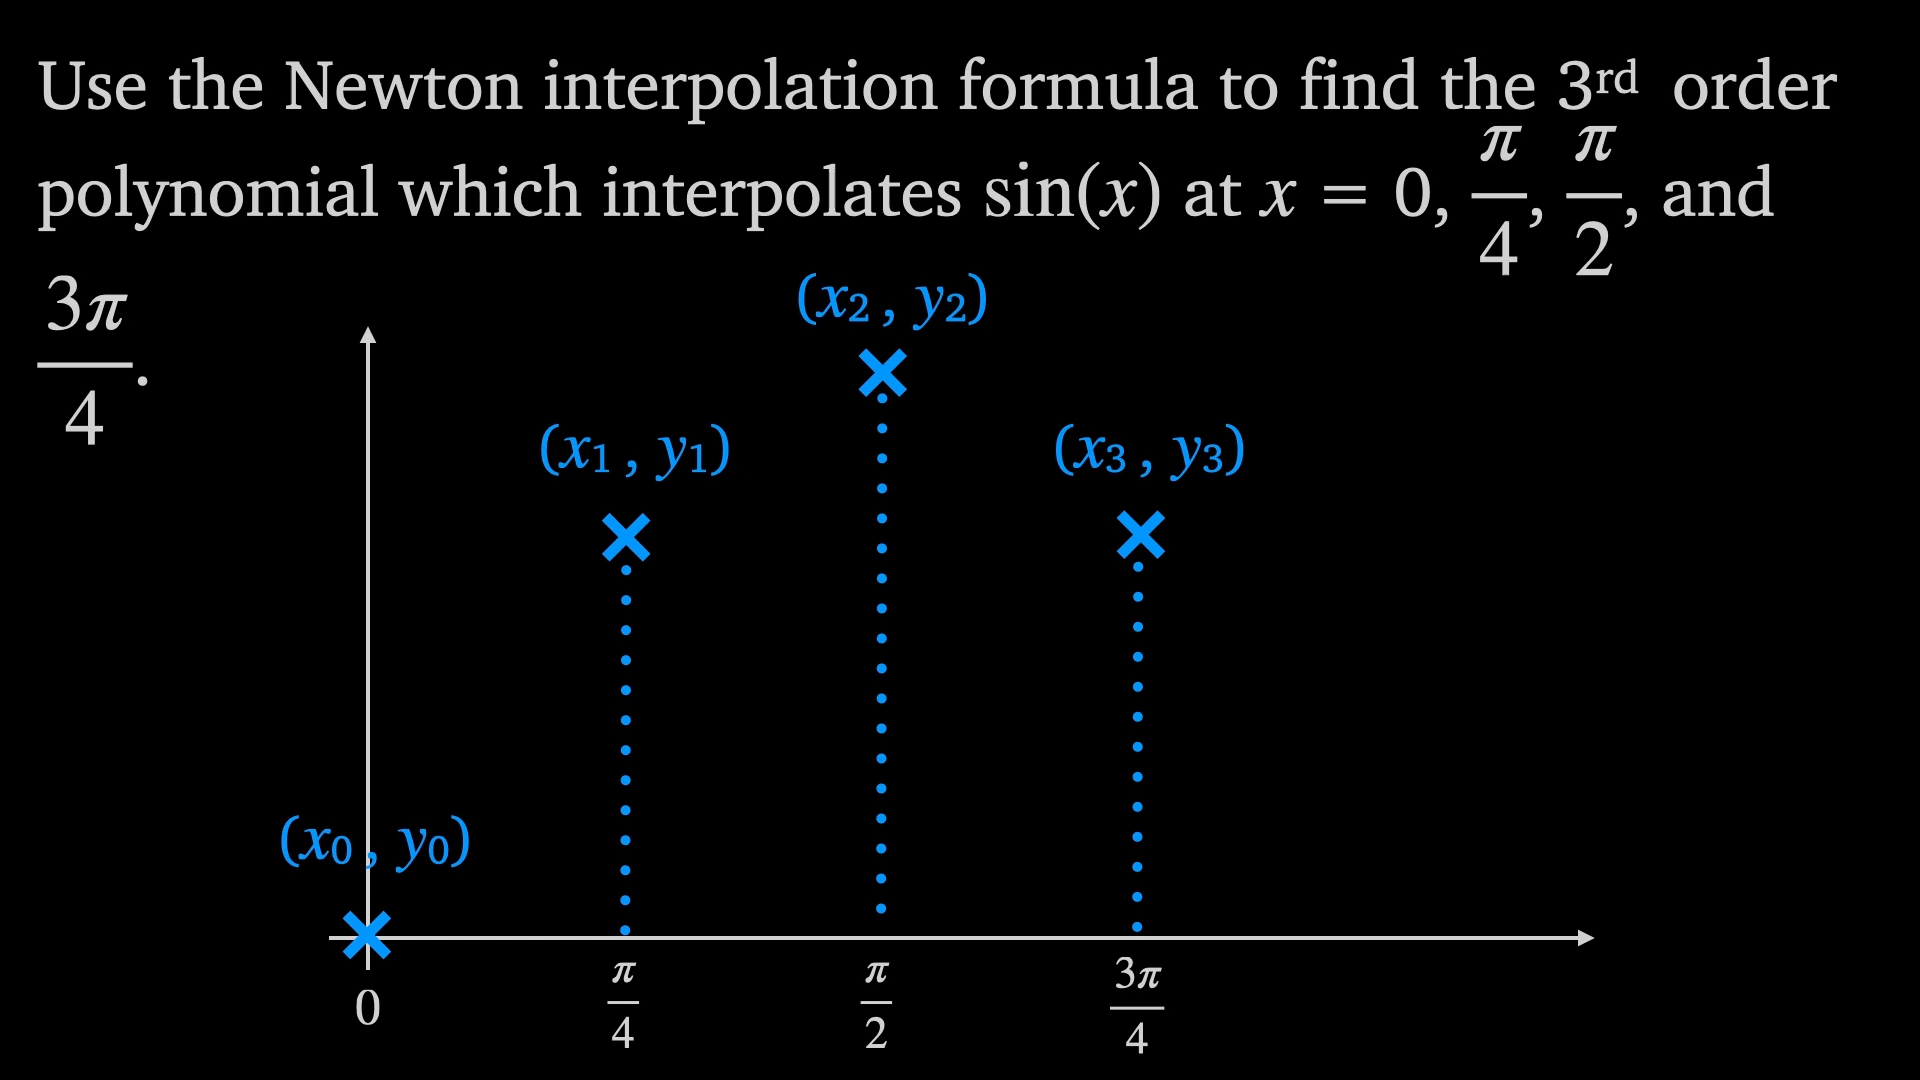 Use the Newton interpolation formula to find the 3rd order
polynomial which interpolates sin(x) at x = 0, π/4, π/2, and
3π/4.
(x2 , y2)
(x1 , y1) (x3 , y3)
(x0 , y0)
0 π/4 π/2 3π/4